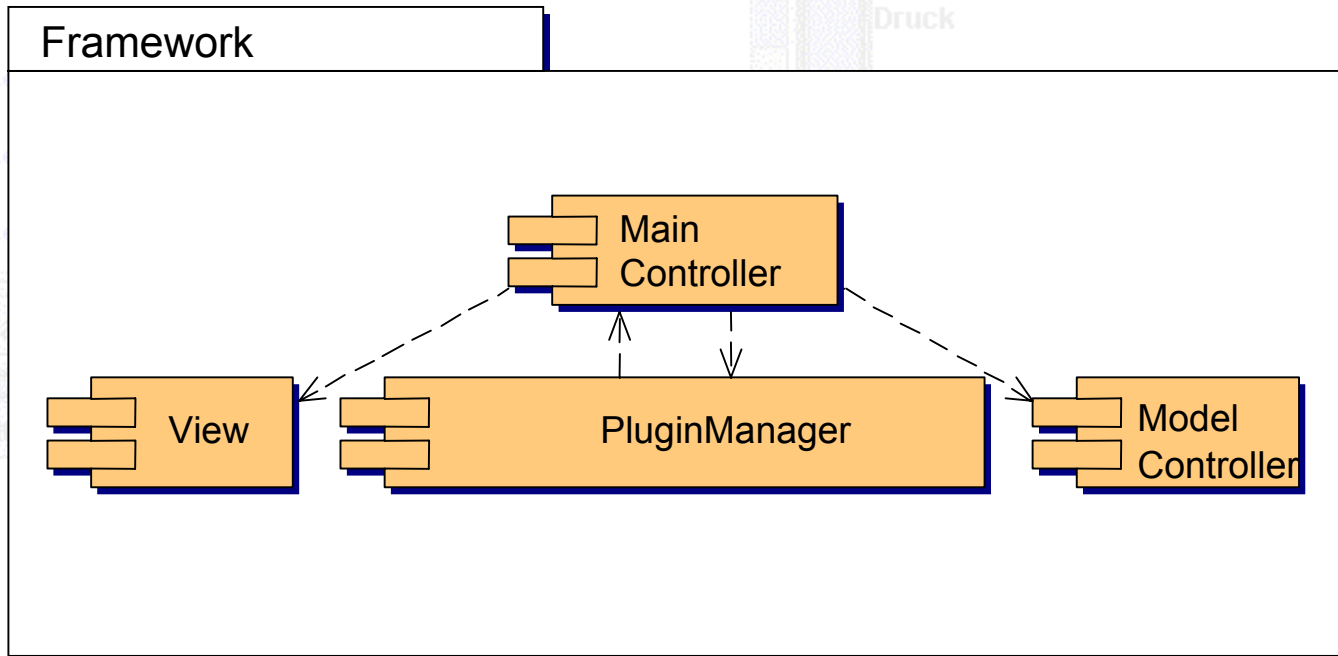 Druck
Framework
Main
Controller
View
PluginManager
Model
Controller